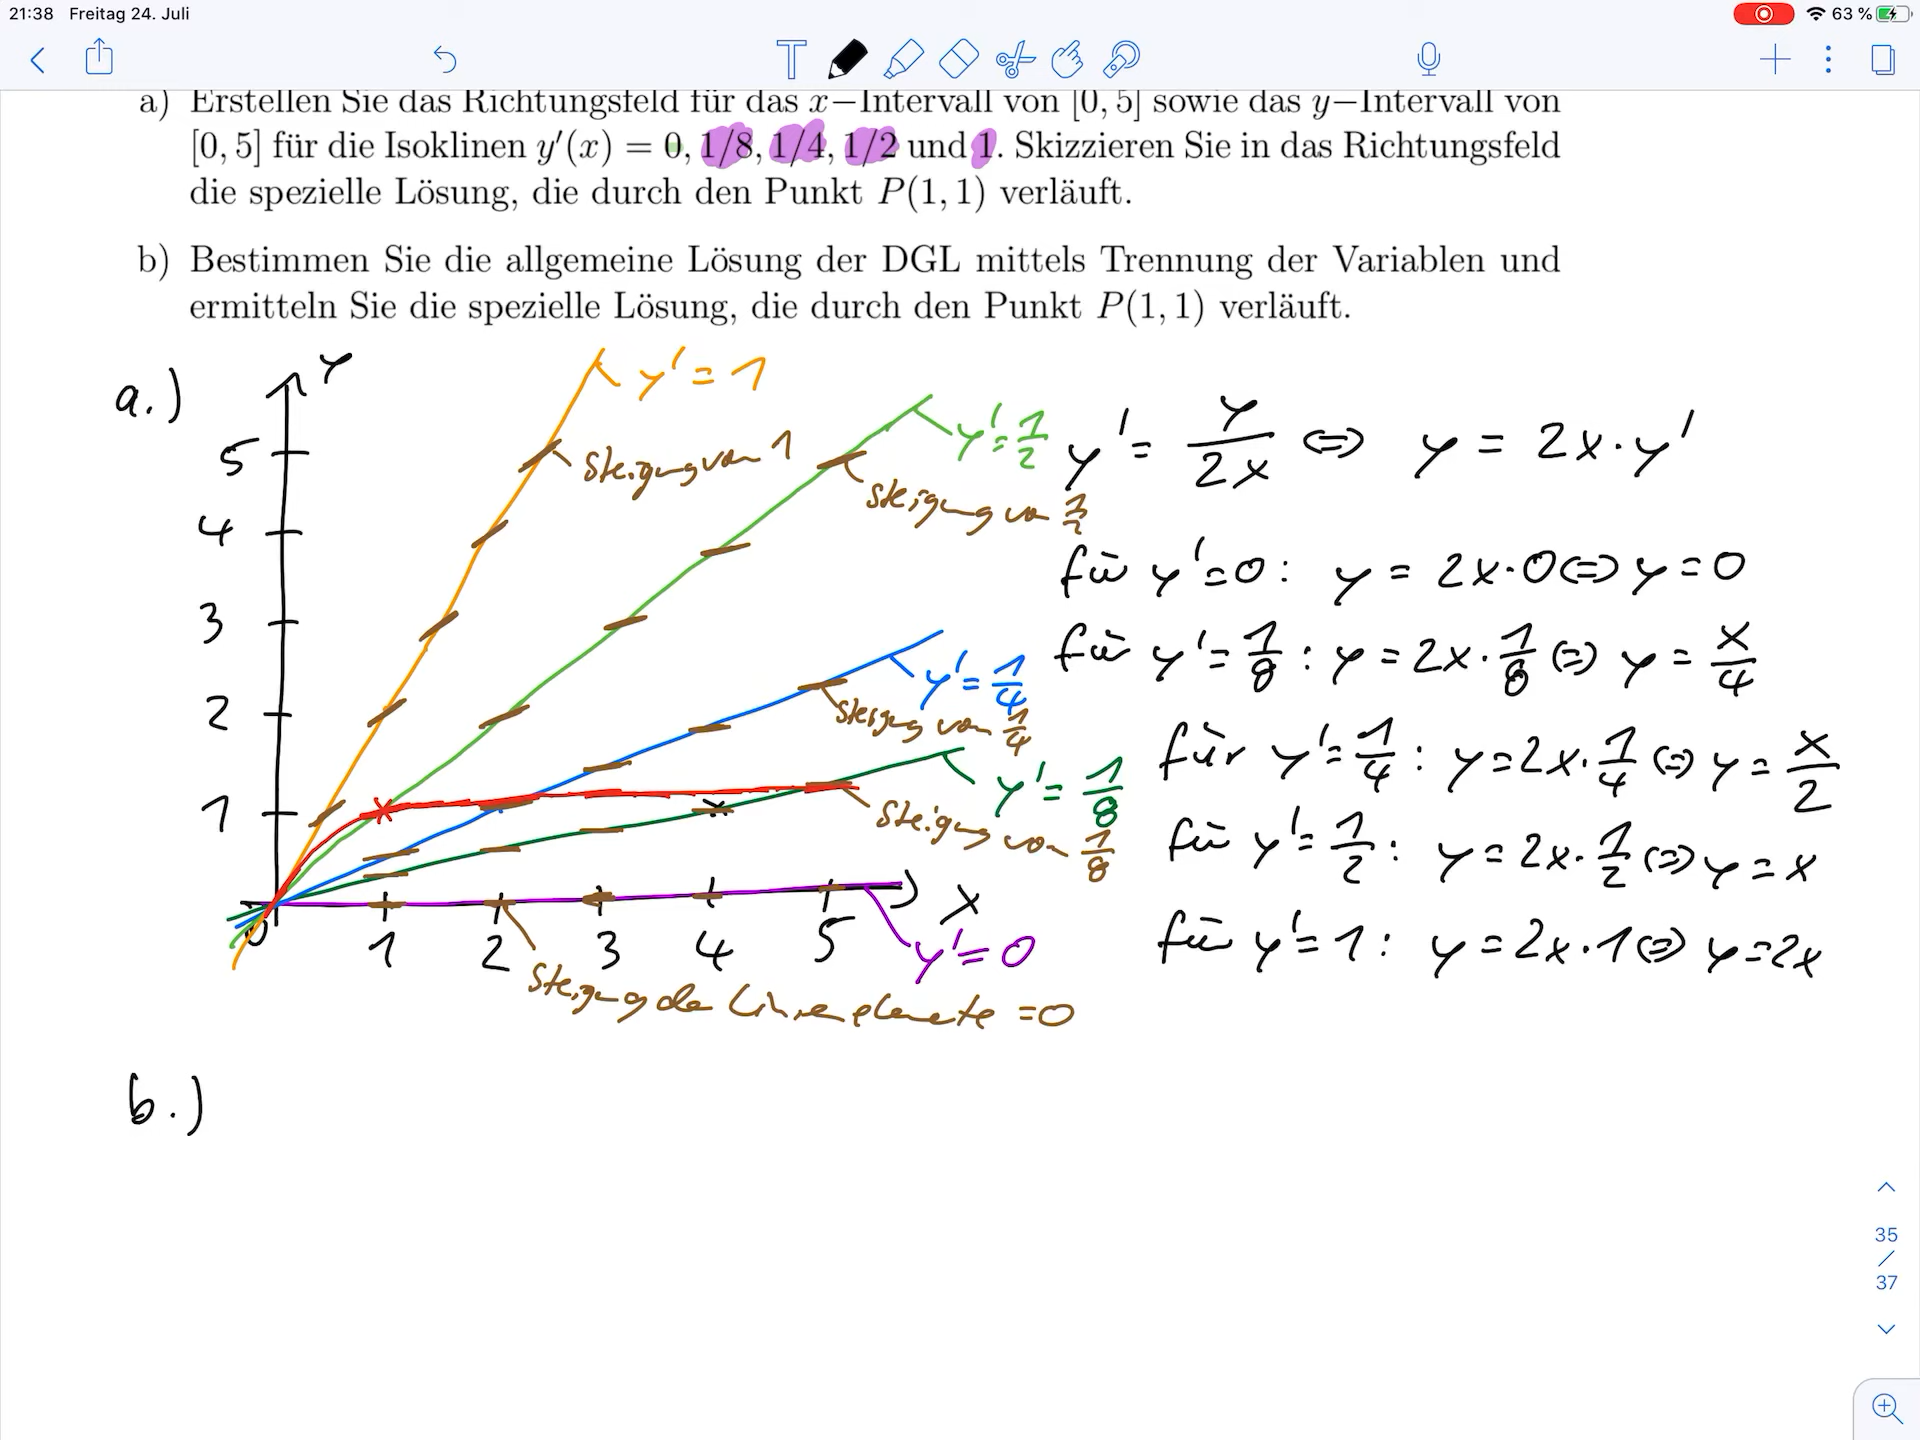 21:38 Freitag 24. Juli 63 %
a) Erstellen Sie das Richtungsfeld für das x−Intervall von [0, 5] sowie das y−Intervall von
[0, 5] für die Isoklinen y′(x) = 0, 1/8, 1/4, 1/2 und 1. Skizzieren Sie in das Richtungsfeld
die spezielle Lösung, die durch den Punkt P(1, 1) verläuft.
b) Bestimmen Sie die allgemeine Lösung der DGL mittels Trennung der Variablen und
ermitteln Sie die spezielle Lösung, die durch den Punkt P(1, 1) verläuft.
a.)
y
y' = 1
Steigung von 1
y' = 1/2
Steigung von 1/2
y' = 1/4
Steigung von 1/4
y' = 1/8
Steigung von 1/8
5
4
3
2
1
0 1 2 3 4 5 x
y' = 0
Steigung der Linienelemente = 0
y' = y/2x ⇔ y = 2x · y'
für y' = 0: y = 2x · 0 ⇔ y = 0
für y' = 1/8 : y = 2x · 1/8 ⇔ y = x/4
für y' = 1/4 : y = 2x · 1/4 ⇔ y = x/2
für y' = 1/2 : y = 2x · 1/2 ⇔ y = x
für y' = 1 : y = 2x · 1 ⇔ y = 2x
b.)
35
/
37